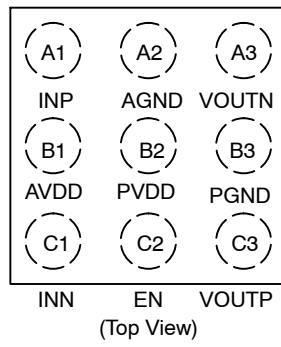 A1 A2 A3
INP AGND VOUTN
B1 B2 B3
AVDD PVDD PGND
C1 C2 C3
INN EN VOUTP
(Top View)